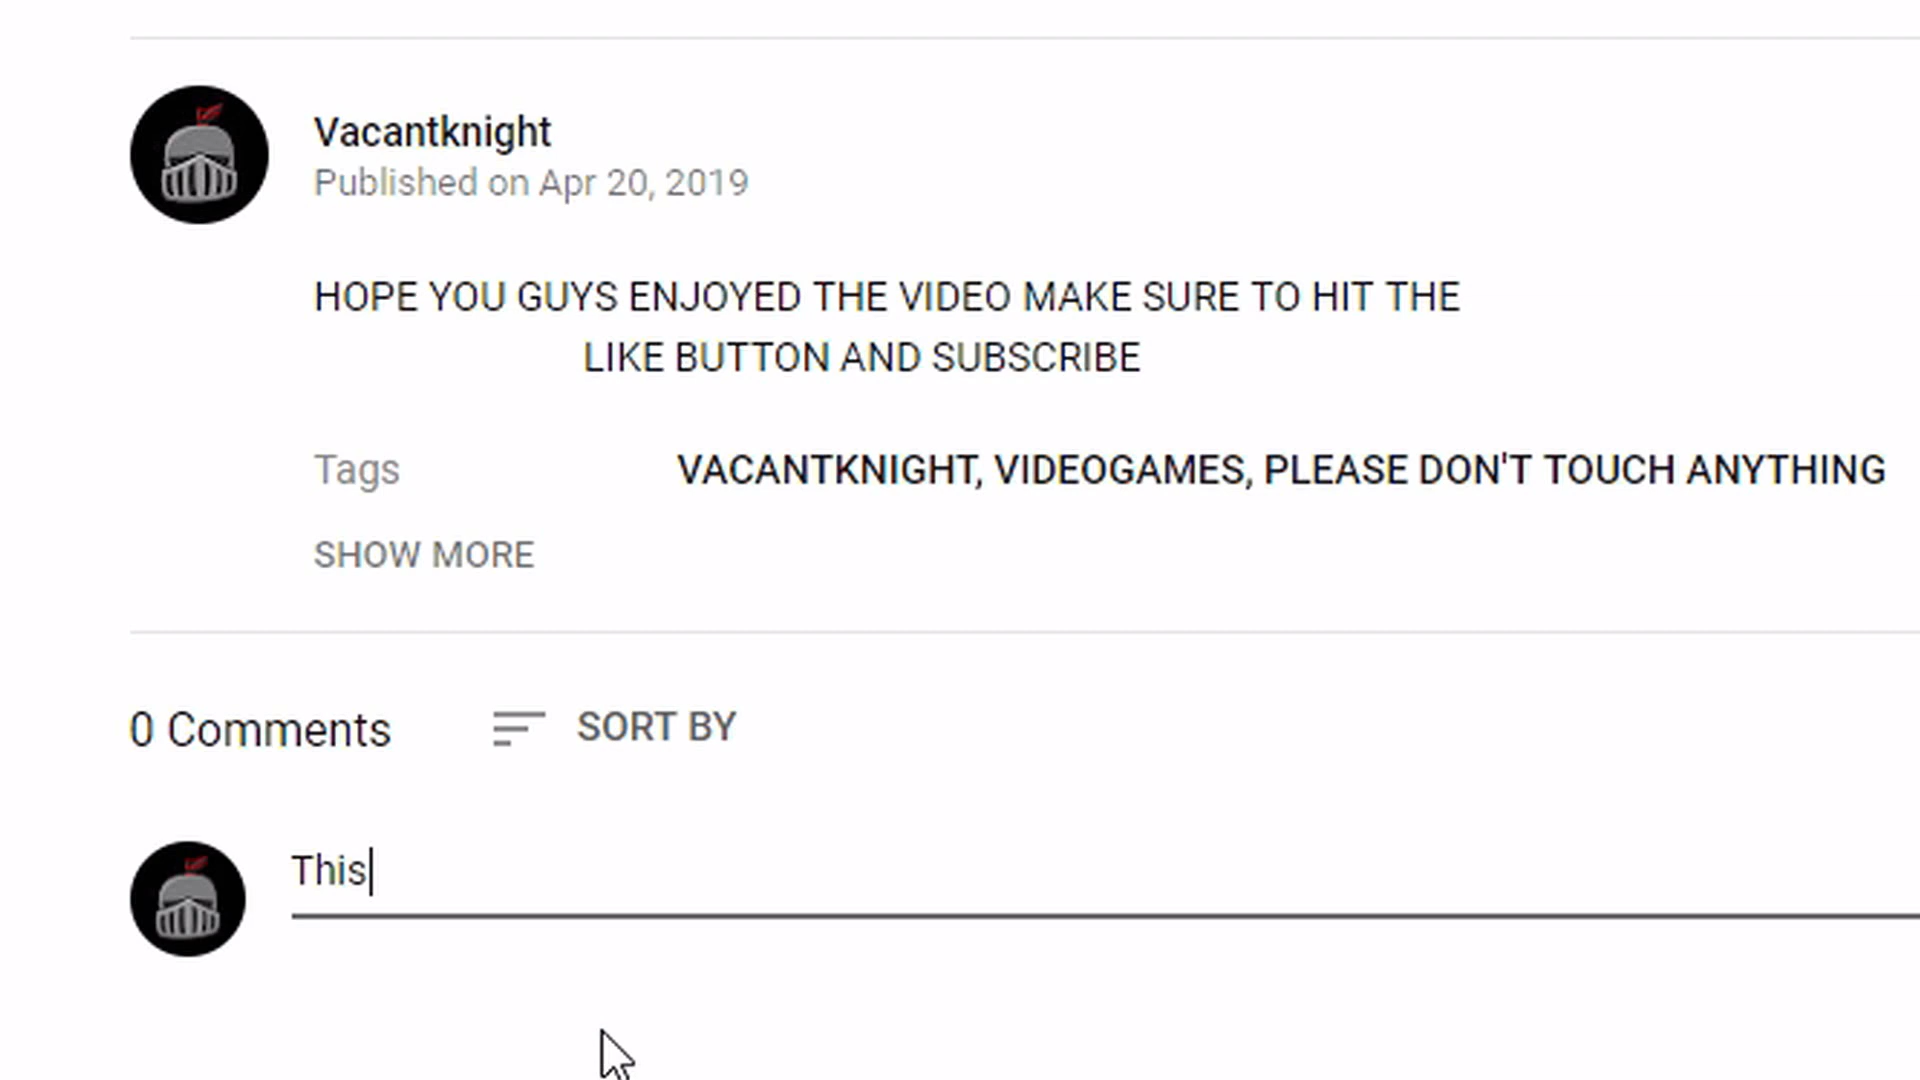 Vacantknight
Published on Apr 20, 2019
HOPE YOU GUYS ENJOYED THE VIDEO MAKE SURE TO HIT THE
LIKE BUTTON AND SUBSCRIBE
Tags VACANTKNIGHT, VIDEOGAMES, PLEASE DON'T TOUCH ANYTHING
SHOW MORE
0 Comments SORT BY
This